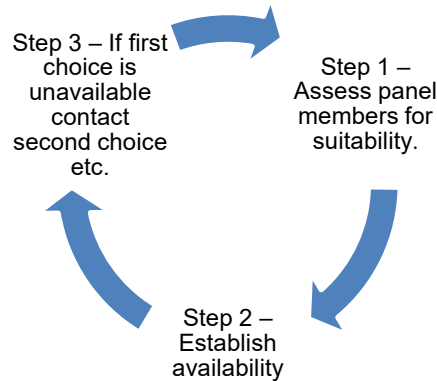 Step 3 – If first
choice is
unavailable
contact
second choice
etc.
Step 1 –
Assess panel
members for
suitability.
Step 2 –
Establish
availability